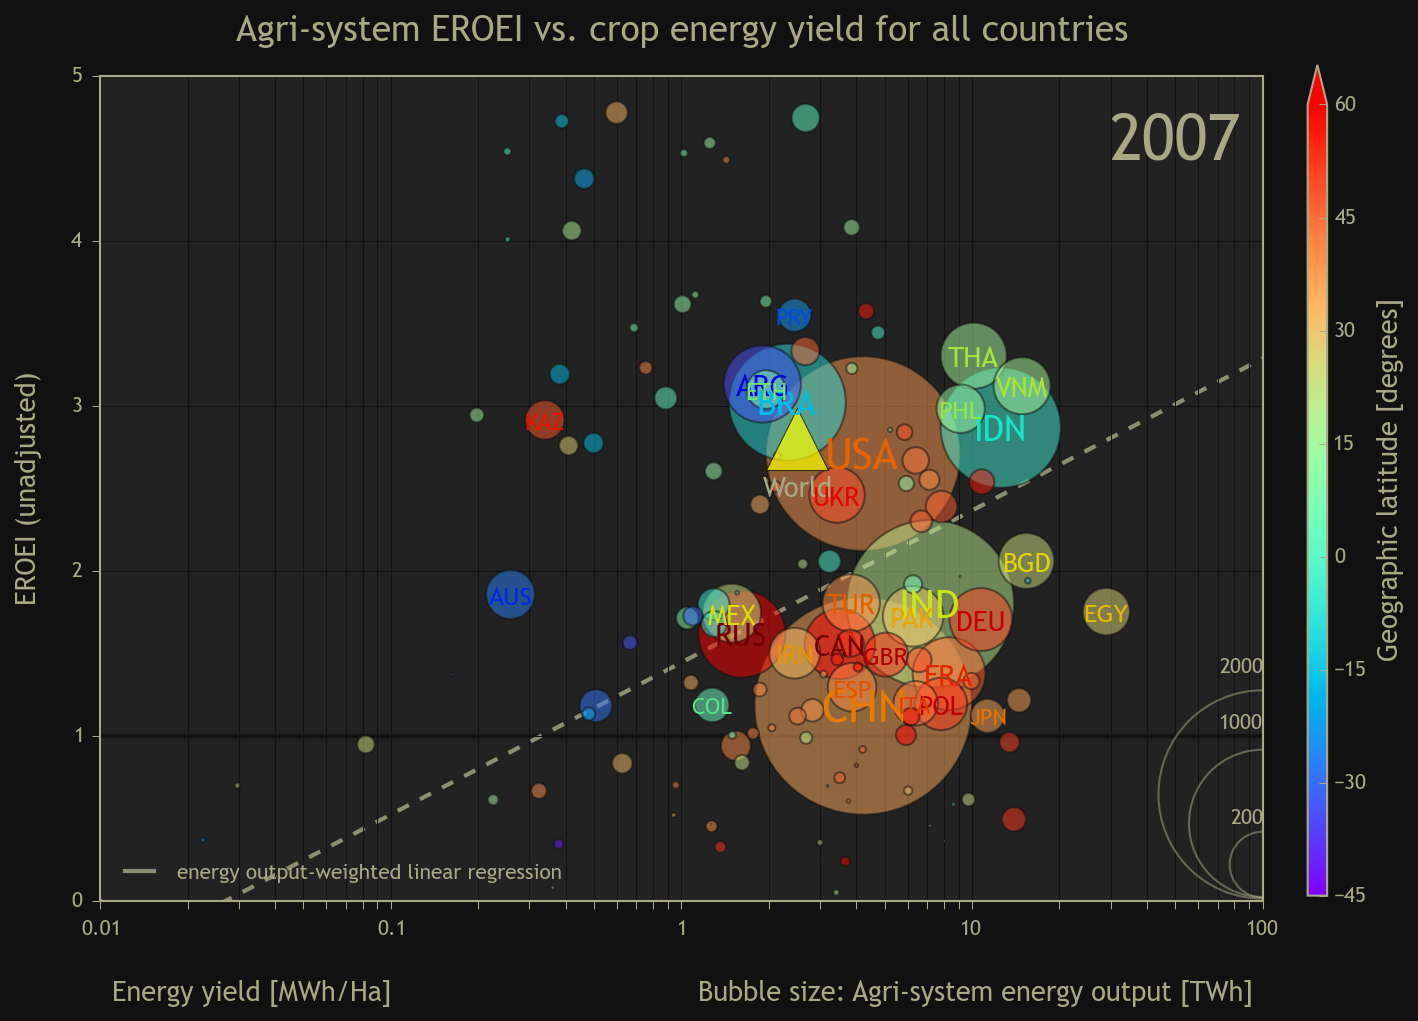 Agri-system EROEI vs. crop energy yield for all countries
2007
EROEI (unadjusted)
5
4
3
2
1
0
0.01
0.1
1
10
100
Energy yield [MWh/Ha]
Bubble size: Agri-system energy output [TWh]
energy output-weighted linear regression
PRY
THA
VNM
ARG
ETH
BRA
PHL
IDN
KAZ
USA
World
UKR
BGD
AUS
IND
TUR
MEX
PAK
EGY
DEU
RUS
CAN
IRN
GBR
FRA
ESP
CHN
ITA
POL
COL
JPN
2000
1000
200
60
45
30
15
0
−15
−30
−45
Geographic latitude [degrees]